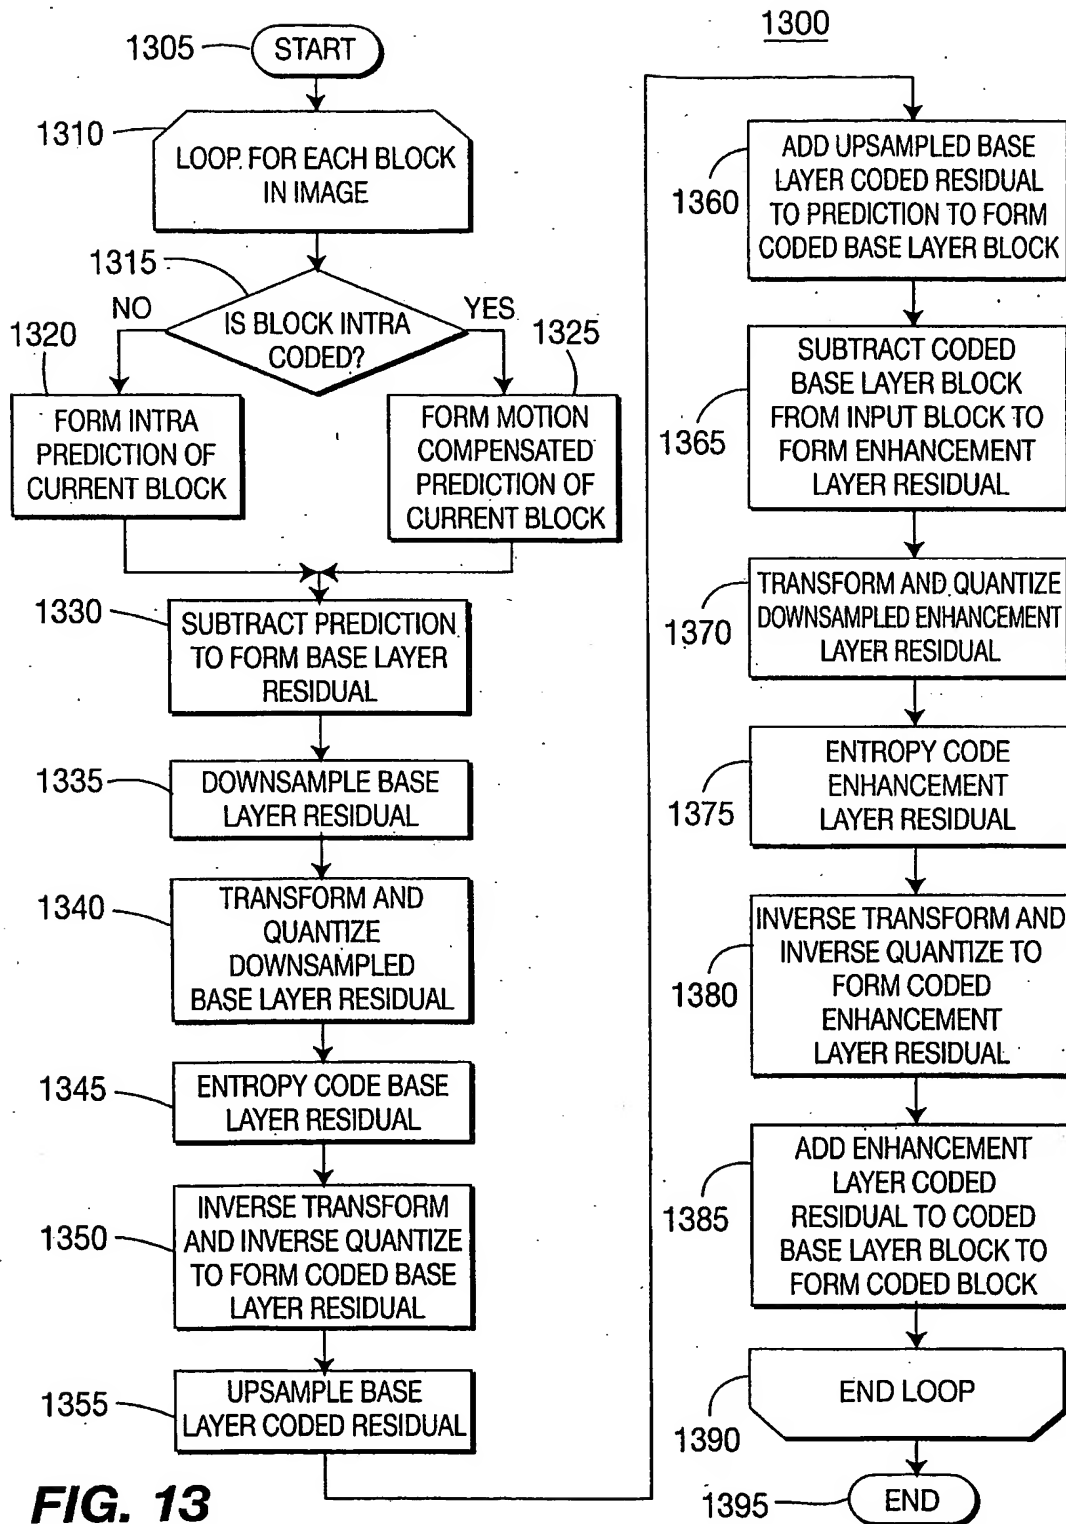 1300
1305
START
1310
LOOP FOR EACH BLOCK
IN IMAGE
1315
NO
YES
IS BLOCK INTRA
CODED?
1320
FORM INTRA
PREDICTION OF
CURRENT BLOCK
1325
FORM MOTION
COMPENSATED
PREDICTION OF
CURRENT BLOCK
1330
SUBTRACT PREDICTION
TO FORM BASE LAYER
RESIDUAL
1335
DOWNSAMPLE BASE
LAYER RESIDUAL
1340
TRANSFORM AND
QUANTIZE
DOWNSAMPLED
BASE LAYER RESIDUAL
1345
ENTROPY CODE BASE
LAYER RESIDUAL
1350
INVERSE TRANSFORM
AND INVERSE QUANTIZE
TO FORM CODED BASE
LAYER RESIDUAL
1355
UPSAMPLE BASE
LAYER CODED RESIDUAL
1360
ADD UPSAMPLED BASE
LAYER CODED RESIDUAL
TO PREDICTION TO FORM
CODED BASE LAYER BLOCK
1365
SUBTRACT CODED
BASE LAYER BLOCK
FROM INPUT BLOCK TO
FORM ENHANCEMENT
LAYER RESIDUAL
1370
TRANSFORM AND QUANTIZE
DOWNSAMPLED ENHANCEMENT
LAYER RESIDUAL
1375
ENTROPY CODE
ENHANCEMENT
LAYER RESIDUAL
1380
INVERSE TRANSFORM AND
INVERSE QUANTIZE TO
FORM CODED
ENHANCEMENT
LAYER RESIDUAL
1385
ADD ENHANCEMENT
LAYER CODED
RESIDUAL TO CODED
BASE LAYER BLOCK TO
FORM CODED BLOCK
1390
END LOOP
1395
END
FIG. 13